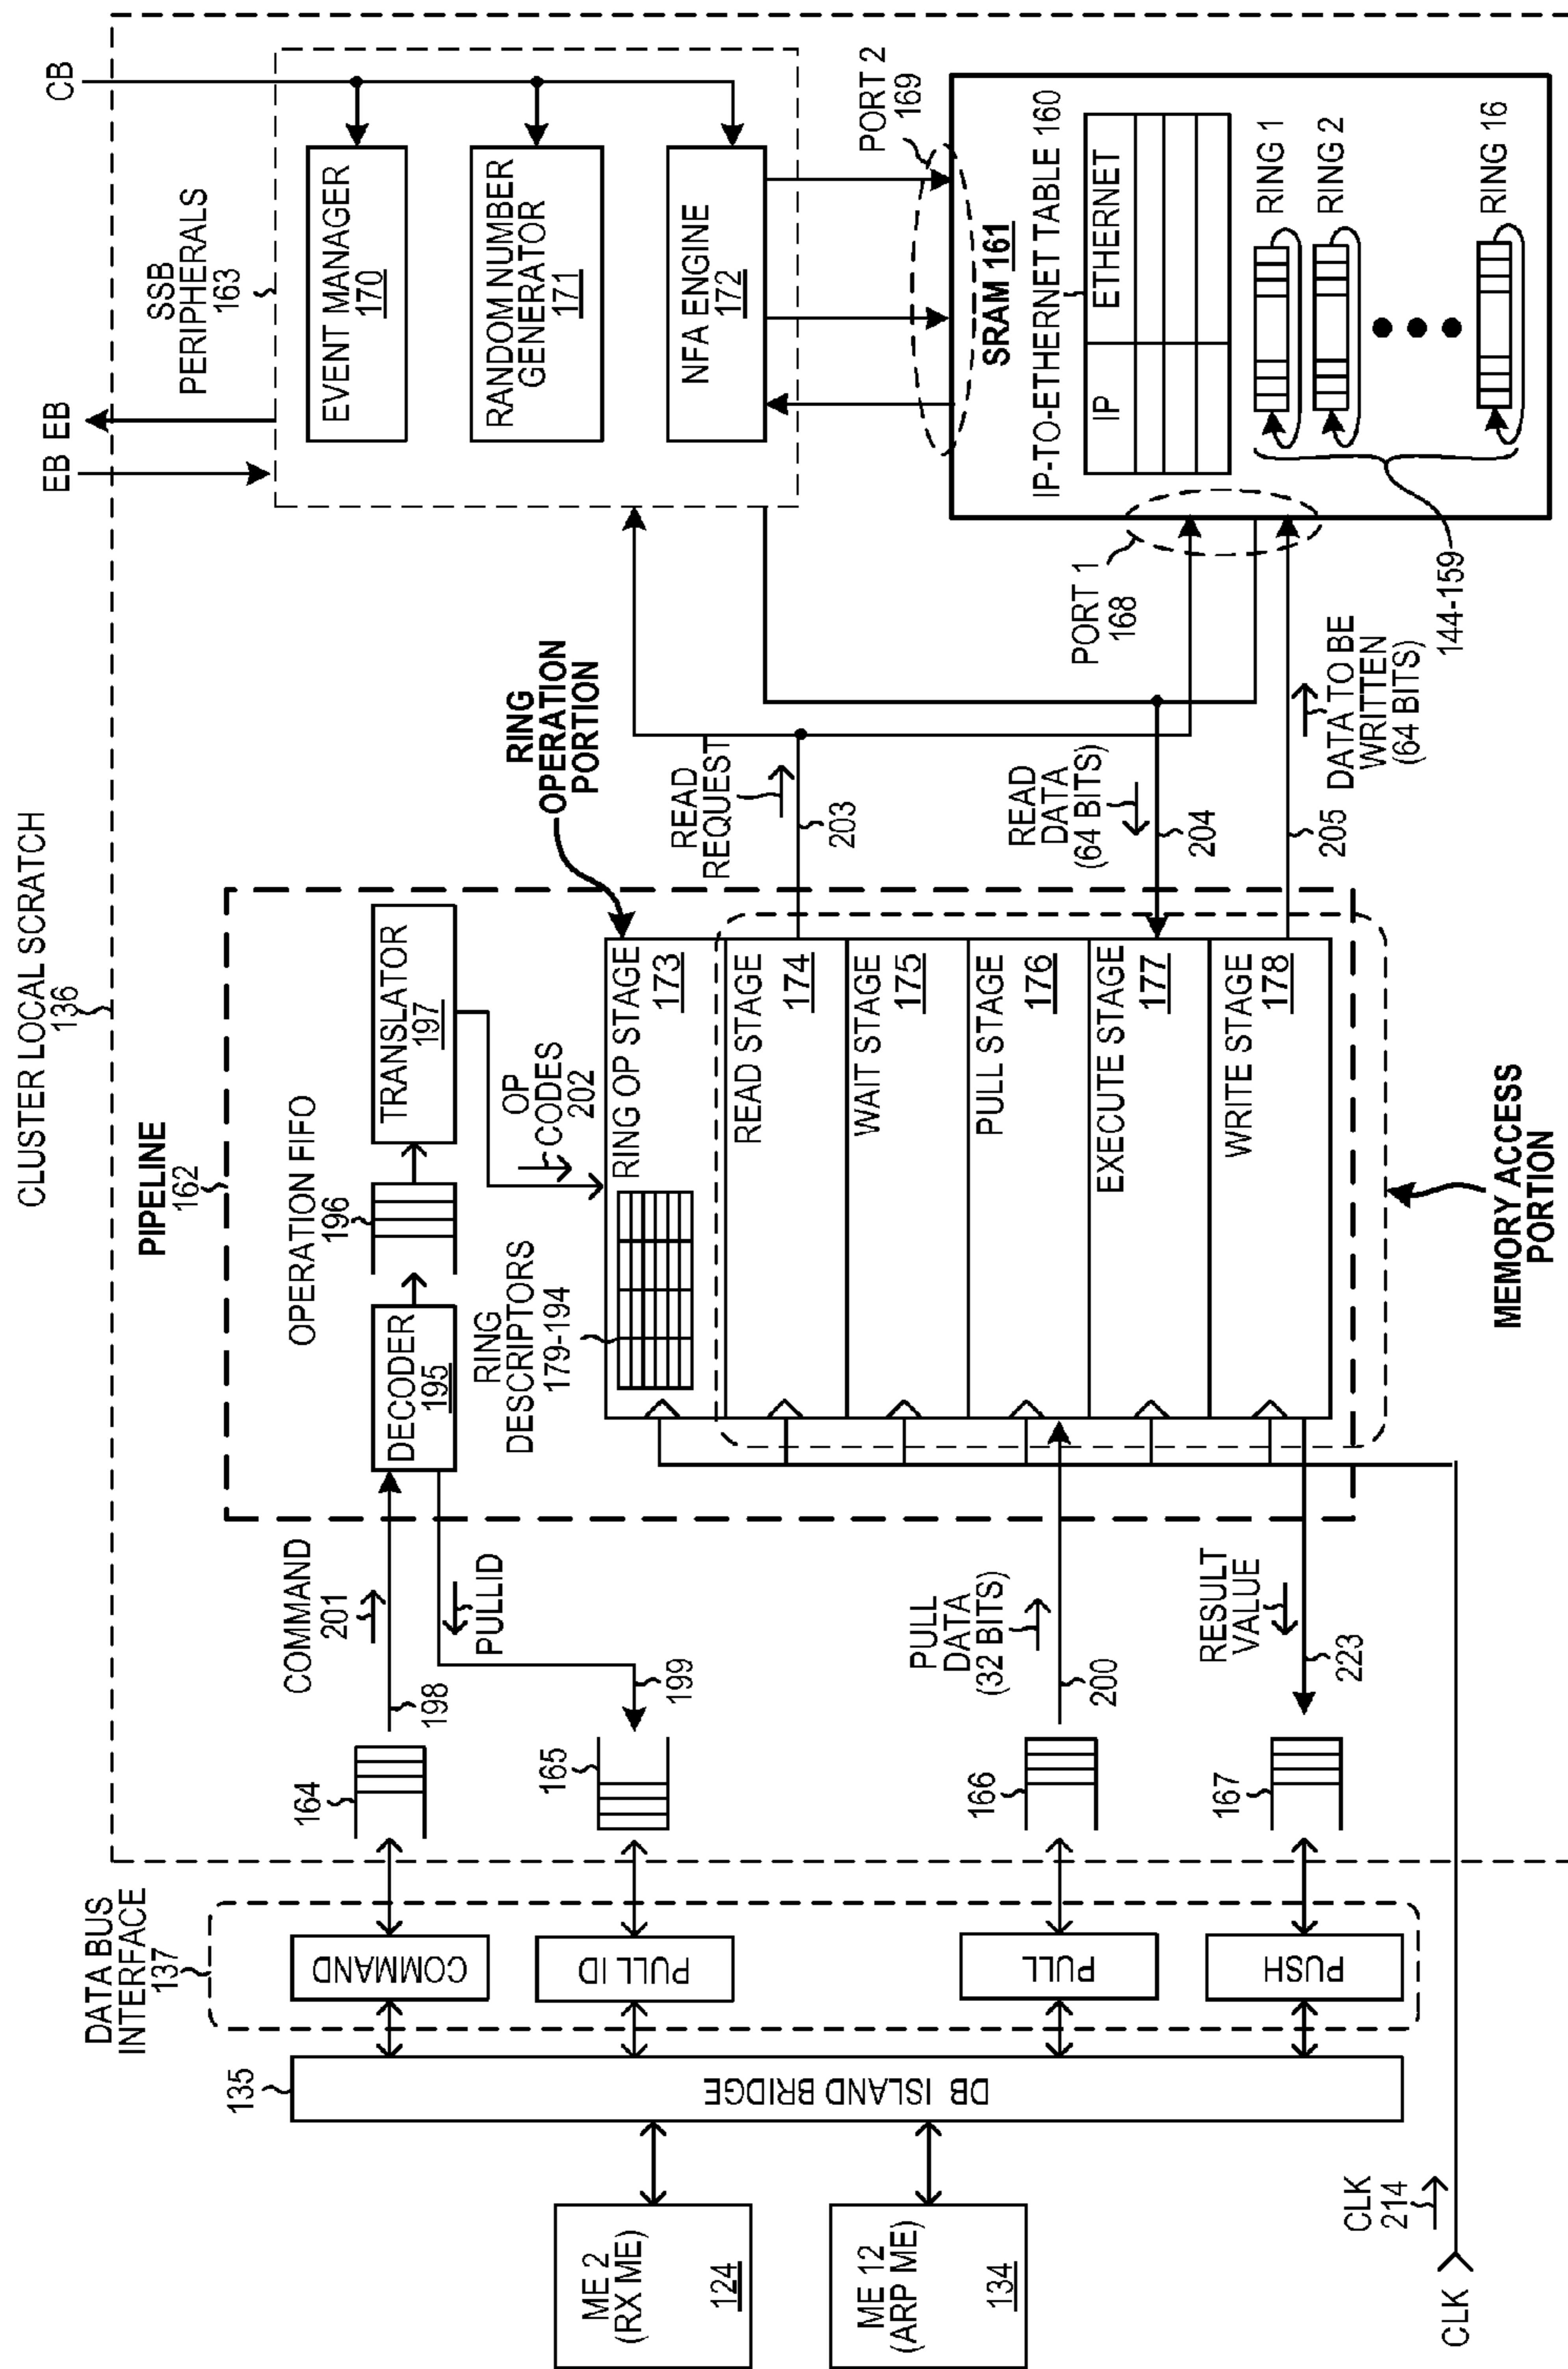 CLUSTER LOCAL SCRATCH
136
DATA BUS
INTERFACE
137
135
DB ISLAND BRIDGE
COMMAND
PULL ID
PULL
PUSH
ME 2
(RX ME)
124
ME 12
(ARP ME)
134
CLK
CLK
214
164
165
166
167
COMMAND
201
198
PULLID
199
PULL
DATA
(32 BITS)
200
RESULT
VALUE
223
PIPELINE
162
OPERATION FIFO
196
DECODER
195
TRANSLATOR
197
OP
CODES
202
RING
DESCRIPTORS
179-194
RING OP STAGE
173
READ STAGE
174
WAIT STAGE
175
PULL STAGE
176
EXECUTE STAGE
177
WRITE STAGE
178
MEMORY ACCESS
PORTION
RING
OPERATION
PORTION
READ
REQUEST
203
READ
DATA
(64 BITS)
204
205
DATA TO BE
WRITTEN
(64 BITS)
EB
EB
CB
SSB
PERIPHERALS
163
EVENT MANAGER
170
RANDOM NUMBER
GENERATOR
171
NFA ENGINE
172
PORT 2
169
PORT 1
168
SRAM 161
IP-TO-ETHERNET TABLE 160
IP
ETHERNET
RING 1
RING 2
RING 16
144-159